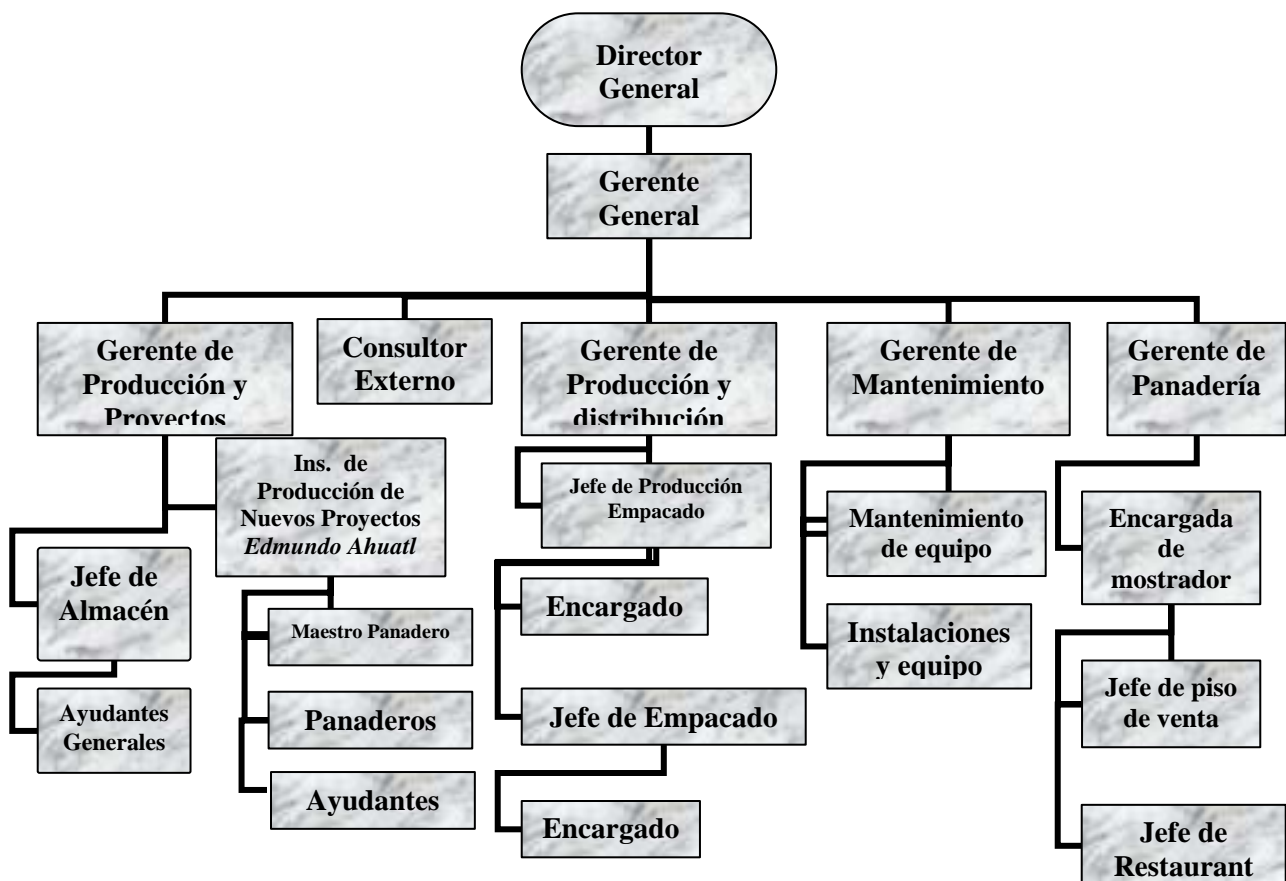 Director
General
Gerente
General
Gerente de
Producción y
Proyectos
Consultor
Externo
Gerente de
Producción y
distribución
Gerente de
Mantenimiento
Gerente de
Panadería
Ins. de
Producción de
Nuevos Proyectos
Edmundo Ahuatl
Jefe de
Almacén
Ayudantes
Generales
Maestro Panadero
Panaderos
Ayudantes
Jefe de Producción
Empacado
Encargado
Jefe de Empacado
Encargado
Mantenimiento
de equipo
Instalaciones
y equipo
Encargada
de
mostrador
Jefe de piso
de venta
Jefe de
Restaurant